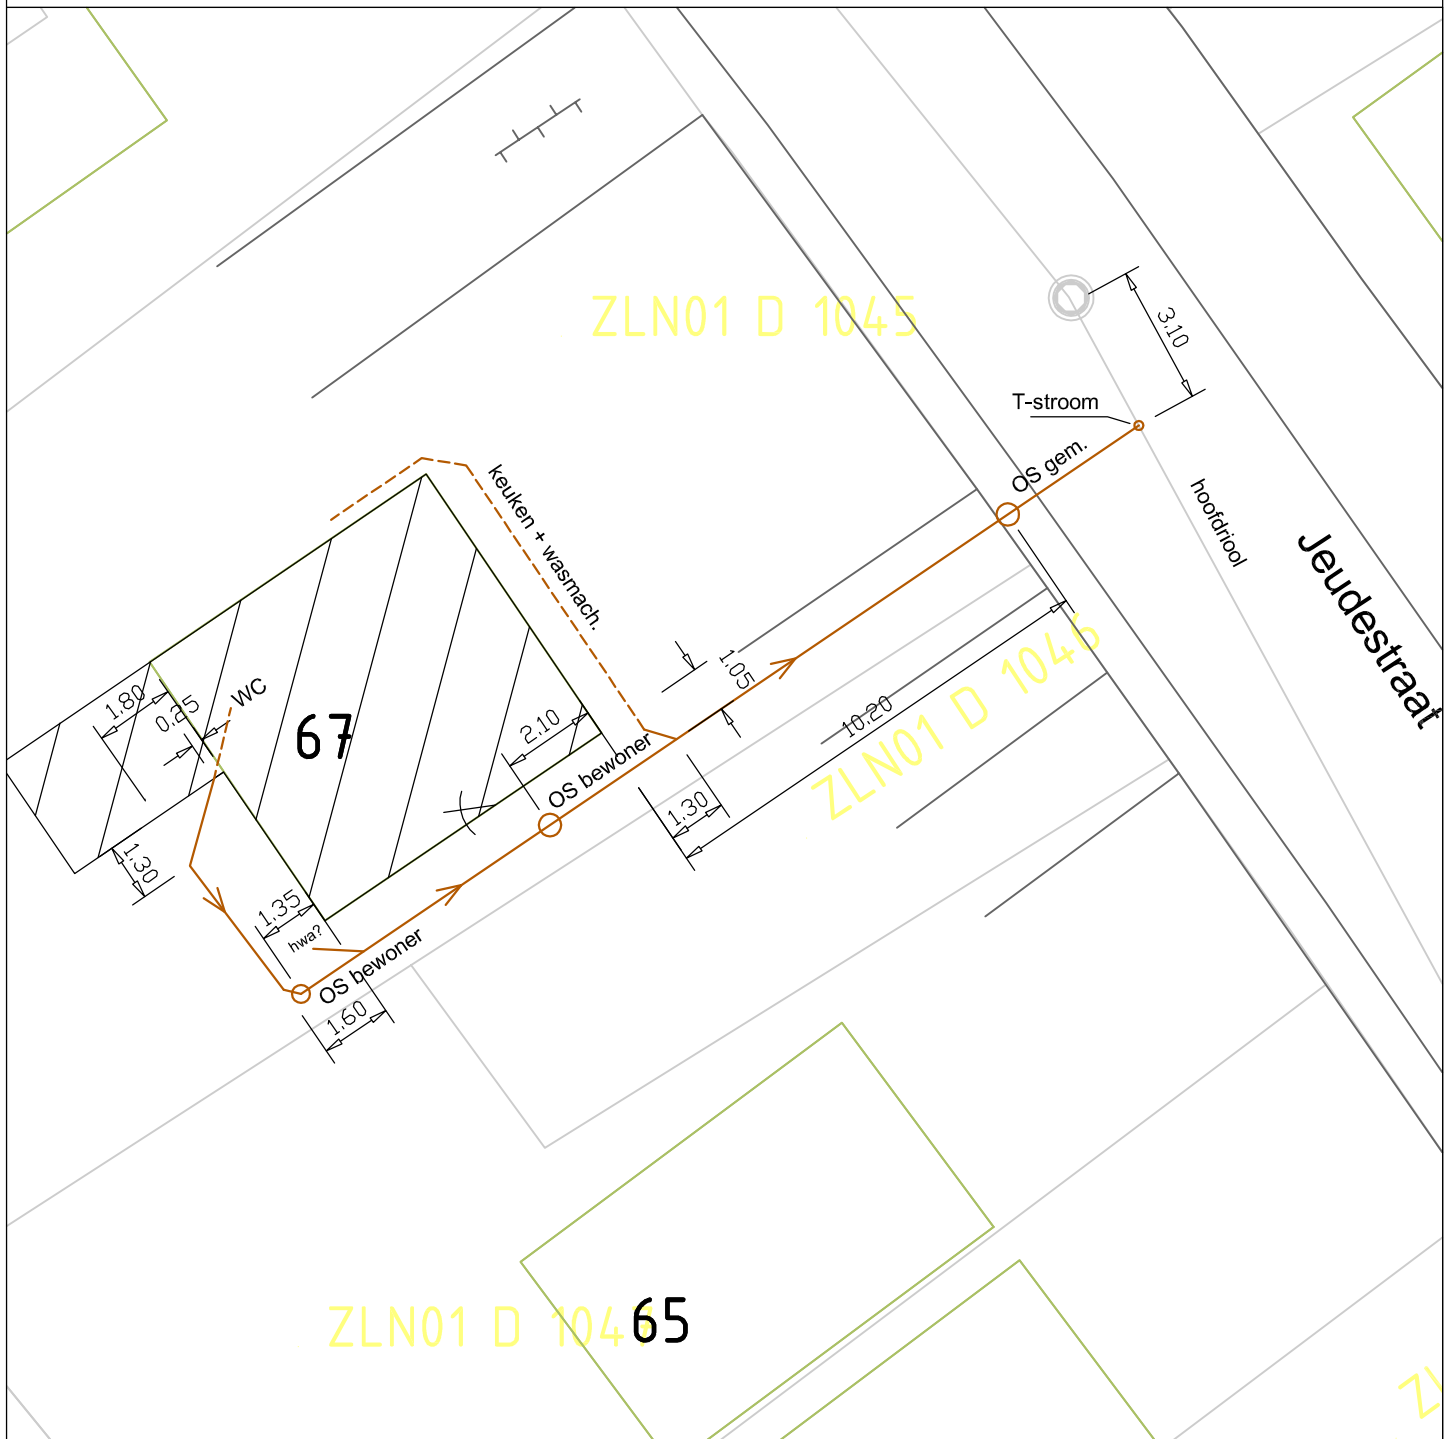 ZLN01 D 1045
3.10
T-stroom
OS gem.
keuken + wasmach.
hoofdriool
Jeudestraat
1.05
ZLN01 D 1046
10.20
WC
1.80
0.25
67
2.10
OS bewoner
1.30
1.30
1.35
hwa?
OS bewoner
1.60
65